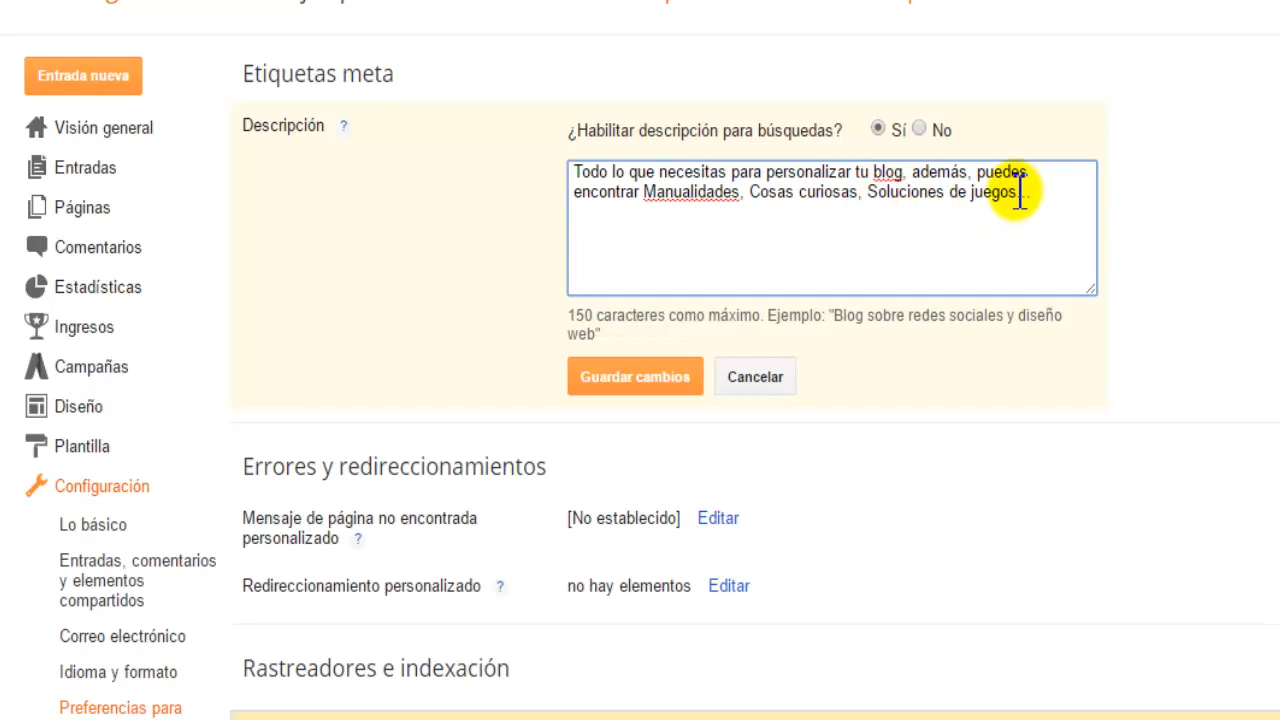 Entrada nueva
Visión general
Entradas
Páginas
Comentarios
Estadísticas
Ingresos
Campañas
Diseño
Plantilla
Configuración
Lo básico
Entradas, comentarios
y elementos
compartidos
Correo electrónico
Idioma y formato
Preferencias para
Etiquetas meta
Descripción ?
¿Habilitar descripción para búsquedas? Sí No
Todo lo que necesitas para personalizar tu blog, además, puedes
encontrar Manualidades, Cosas curiosas, Soluciones de juegos...
150 caracteres como máximo. Ejemplo: "Blog sobre redes sociales y diseño
web"
Guardar cambios Cancelar
Errores y redireccionamientos
Mensaje de página no encontrada
personalizado ?
[No establecido] Editar
Redireccionamiento personalizado ? no hay elementos Editar
Rastreadores e indexación